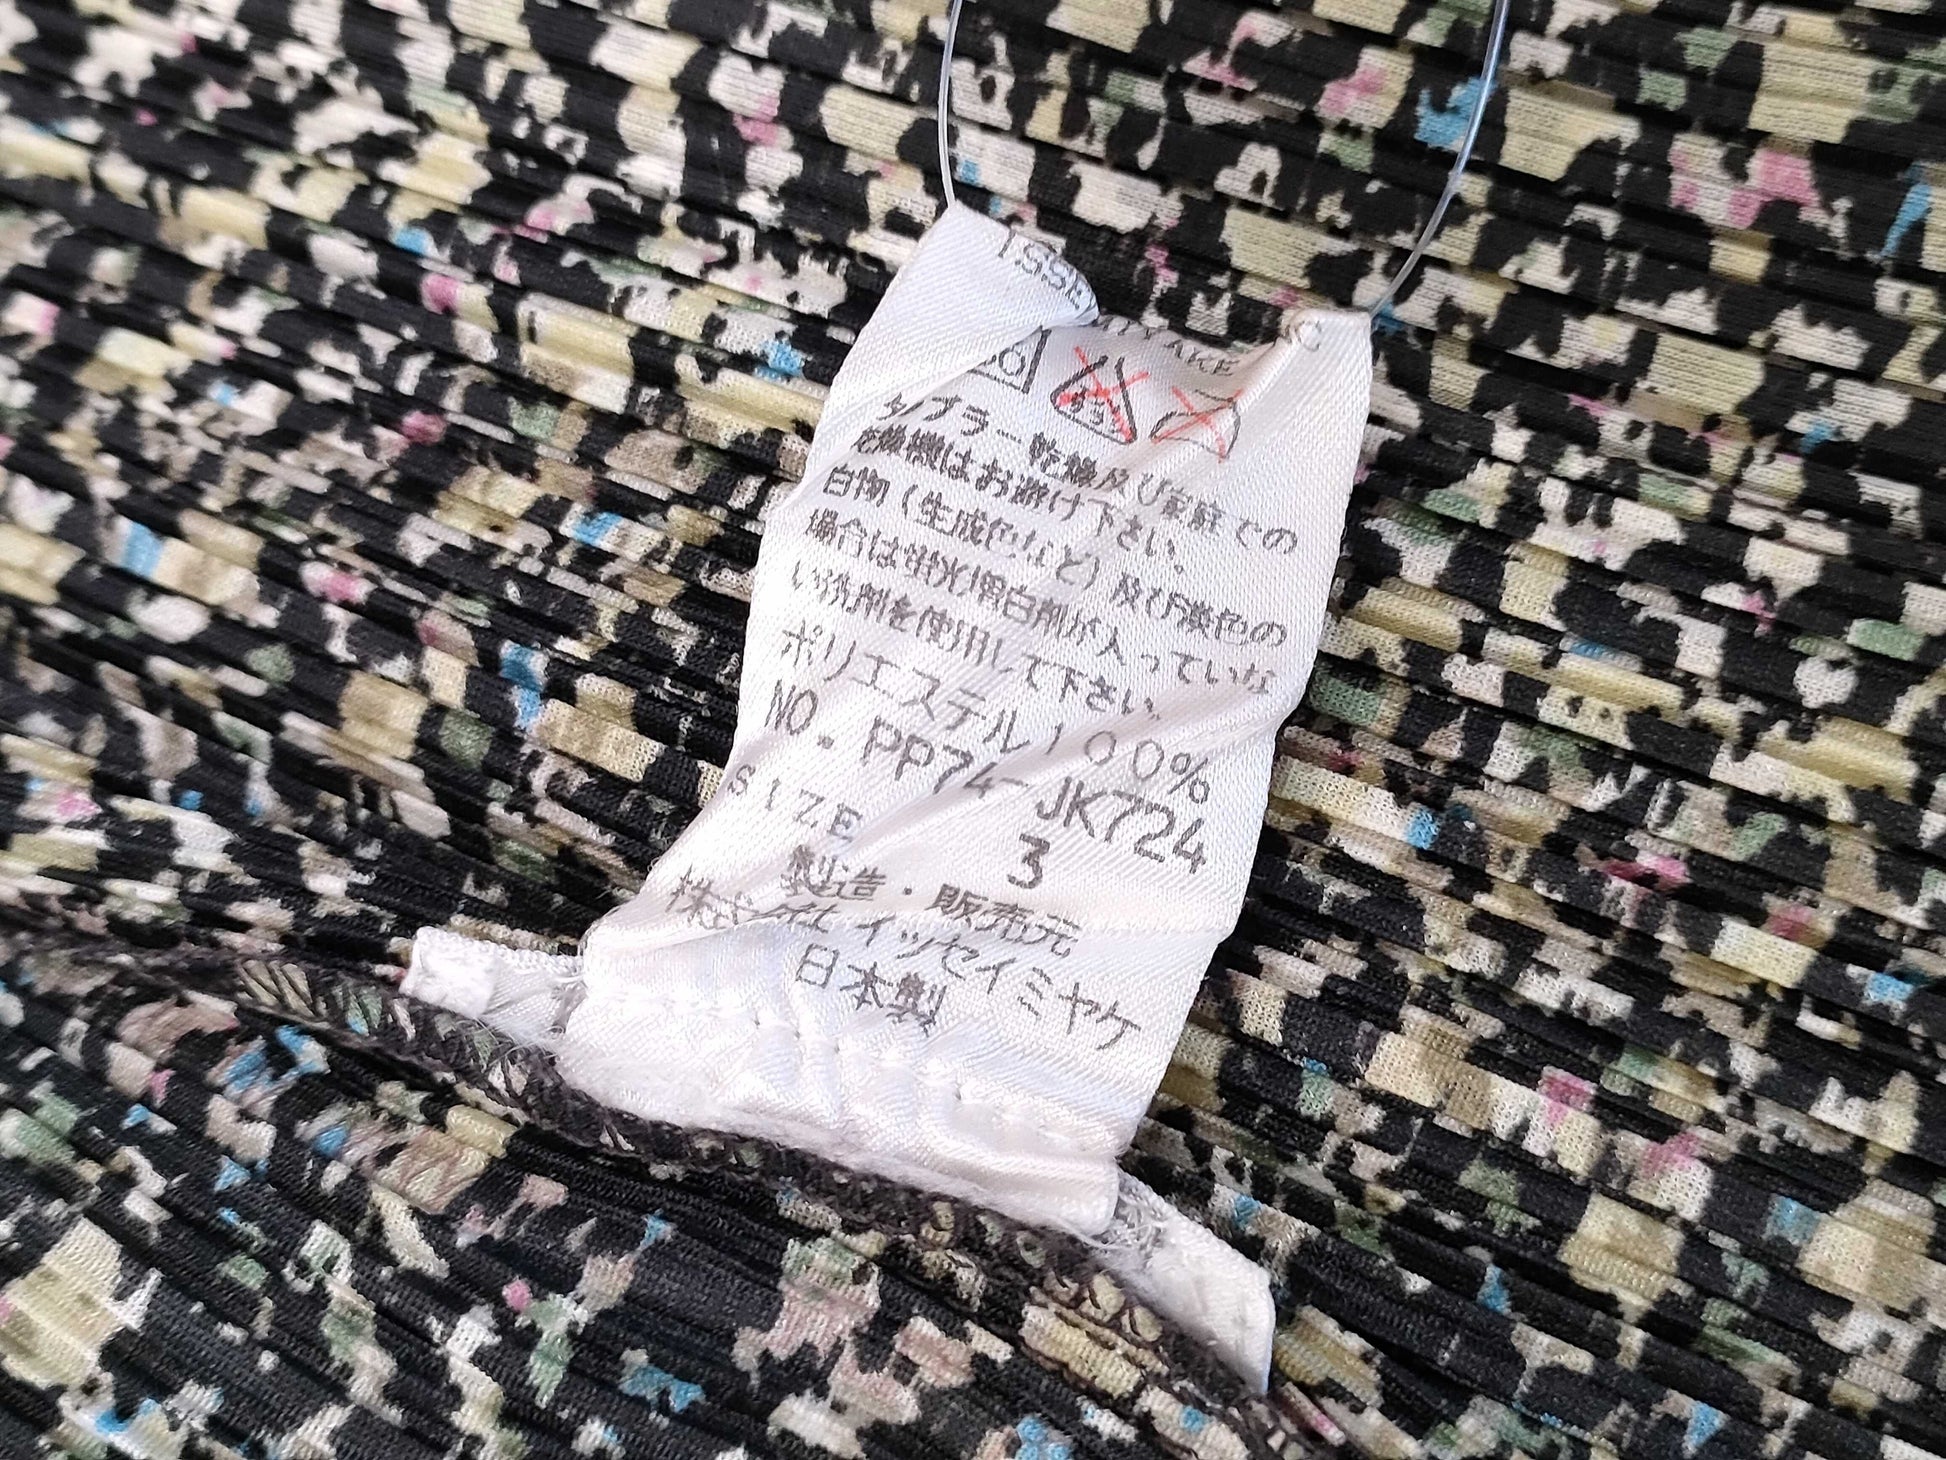 ISSEY MIYAKE INC
タンブラー乾燥及び家庭での
乾燥機はお避け下さい。
白物(生成色など)及び淡色の
場合は蛍光増白剤が入っていな
い洗剤を使用して下さい。
ポリエステル100%
NO. PP74-JK724
SIZE 3
製造・販売元
株式会社イッセイミヤケ
日本製